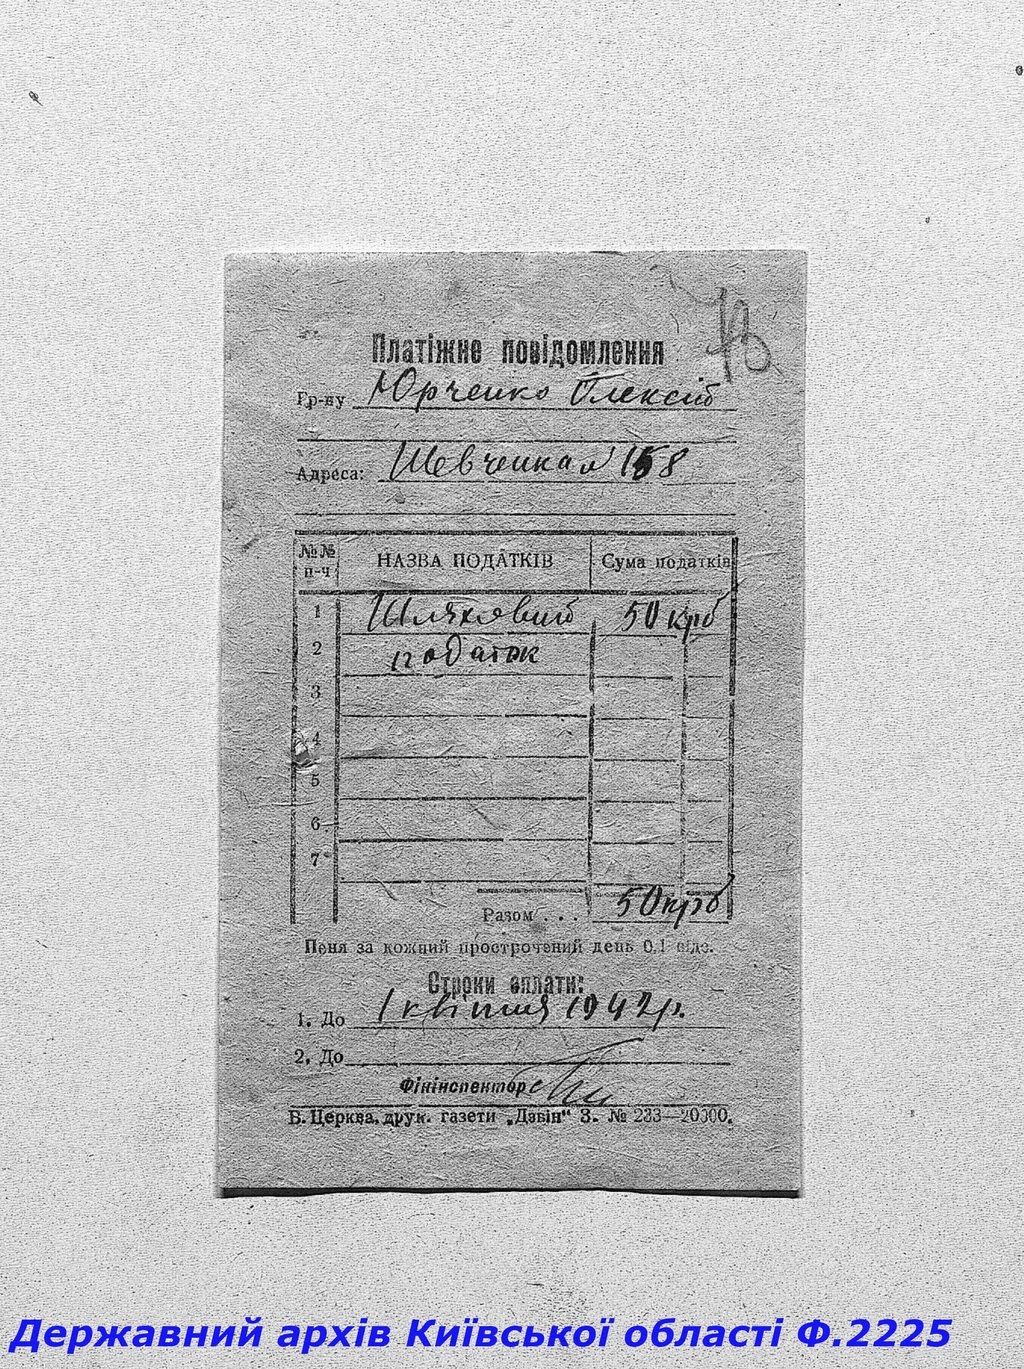 Платіжне повідомлення
Гр-ну Юрченко Олексій
Адреса: Шевченка 158
№№ п-ч НАЗВА ПОДАТКІВ Сума податків
1 Шляховий 50 крб
2 податок
3
4
5
6
7
Разом . . . 50 крб
Пеня за кожний прострочений день 0,1 відс.
Строки оплати:
1. До 1 квітня 1942 р.
2. До
Фінінспектор
Б. Церква. друк. газети „Дзвін“ З. № 233—20000.
Державний архів Київської області Ф.2225